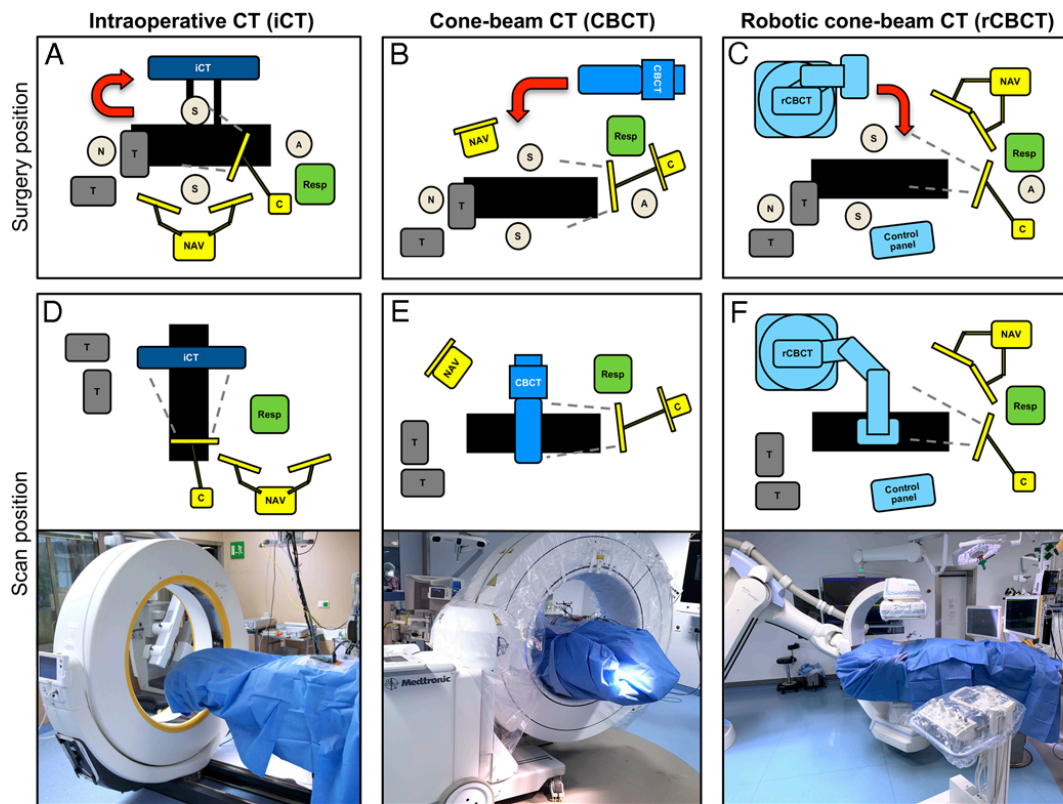 Intraoperative CT (iCT)
Cone-beam CT (CBCT)
Robotic cone-beam CT (rCBCT)
Surgery position
A
iCT
S
N
T
A
T
S
Resp
C
NAV
B
CBCT
NAV
Resp
S
C
N
T
A
S
T
C
rCBCT
NAV
S
Resp
T
A
N
S
C
T
Control
panel
Scan position
D
T
iCT
T
Resp
C
NAV
E
NAV
CBCT
Resp
C
T
T
F
rCBCT
NAV
Resp
T
C
T
Control
panel
Medtronic